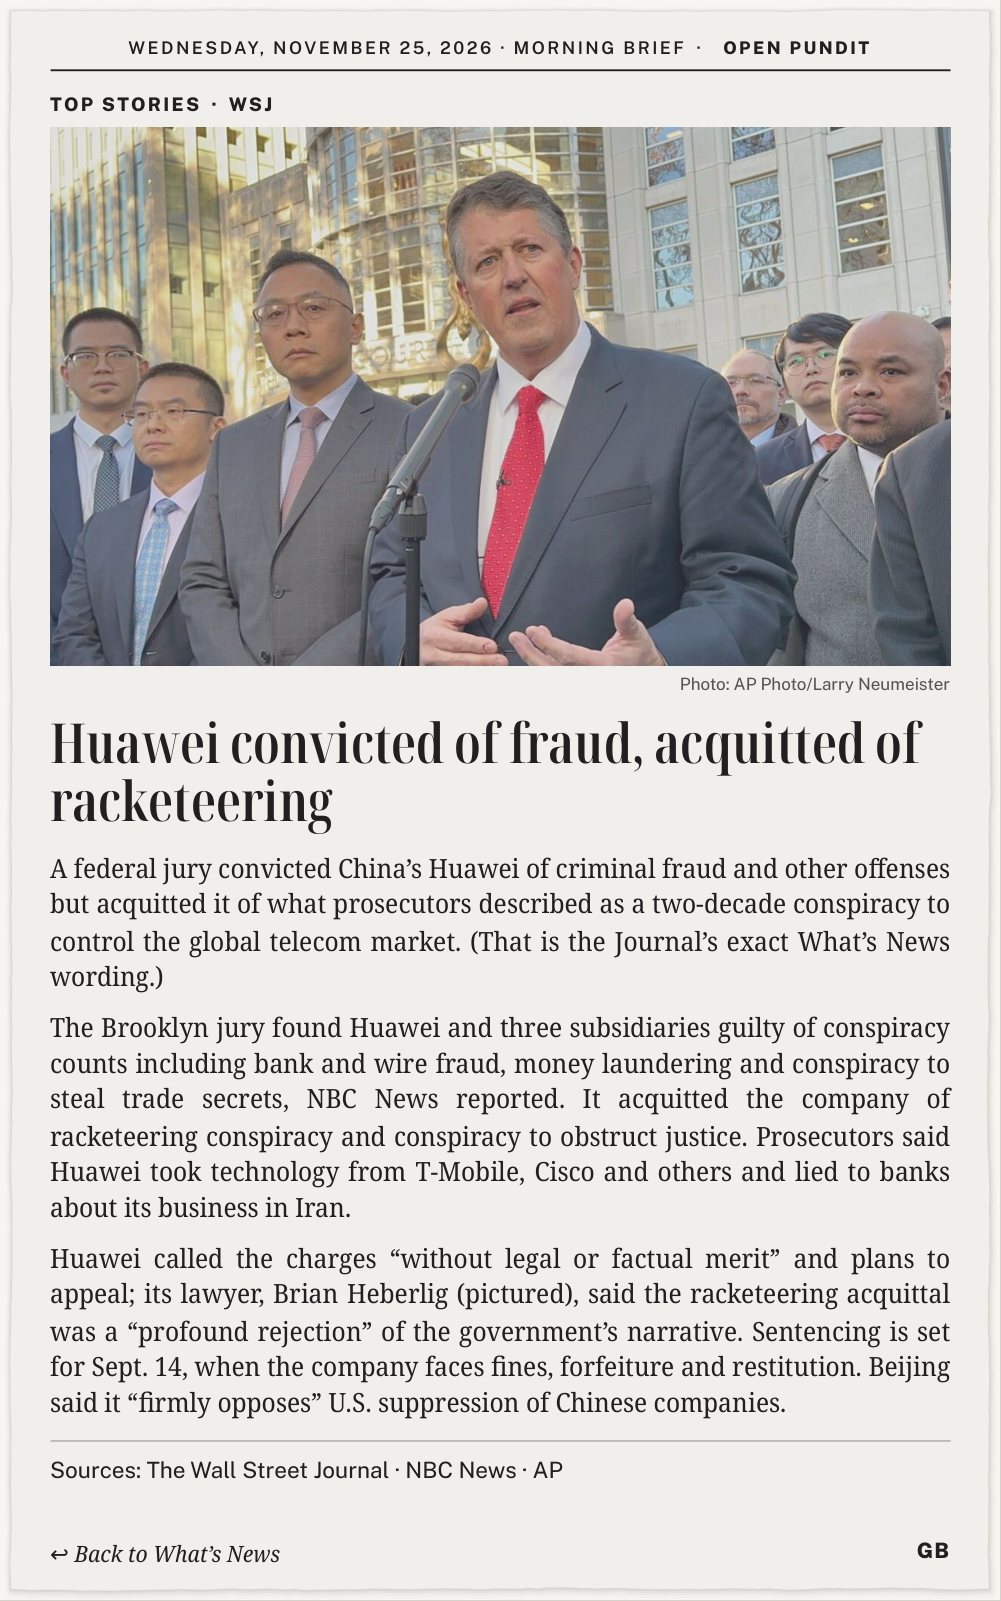 WEDNESDAY, NOVEMBER 25, 2026 · MORNING BRIEF · OPEN PUNDIT
TOP STORIES · WSJ
COUR
Photo: AP Photo/Larry Neumeister
Huawei convicted of fraud, acquitted of
racketeering
A federal jury convicted China’s Huawei of criminal fraud and other offenses
but acquitted it of what prosecutors described as a two-decade conspiracy to
control the global telecom market. (That is the Journal’s exact What’s News
wording.)
The Brooklyn jury found Huawei and three subsidiaries guilty of conspiracy
counts including bank and wire fraud, money laundering and conspiracy to
steal trade secrets, NBC News reported. It acquitted the company of
racketeering conspiracy and conspiracy to obstruct justice. Prosecutors said
Huawei took technology from T-Mobile, Cisco and others and lied to banks
about its business in Iran.
Huawei called the charges “without legal or factual merit” and plans to
appeal; its lawyer, Brian Heberlig (pictured), said the racketeering acquittal
was a “profound rejection” of the government’s narrative. Sentencing is set
for Sept. 14, when the company faces fines, forfeiture and restitution. Beijing
said it “firmly opposes” U.S. suppression of Chinese companies.
Sources: The Wall Street Journal · NBC News · AP
↩ Back to What’s News
GB